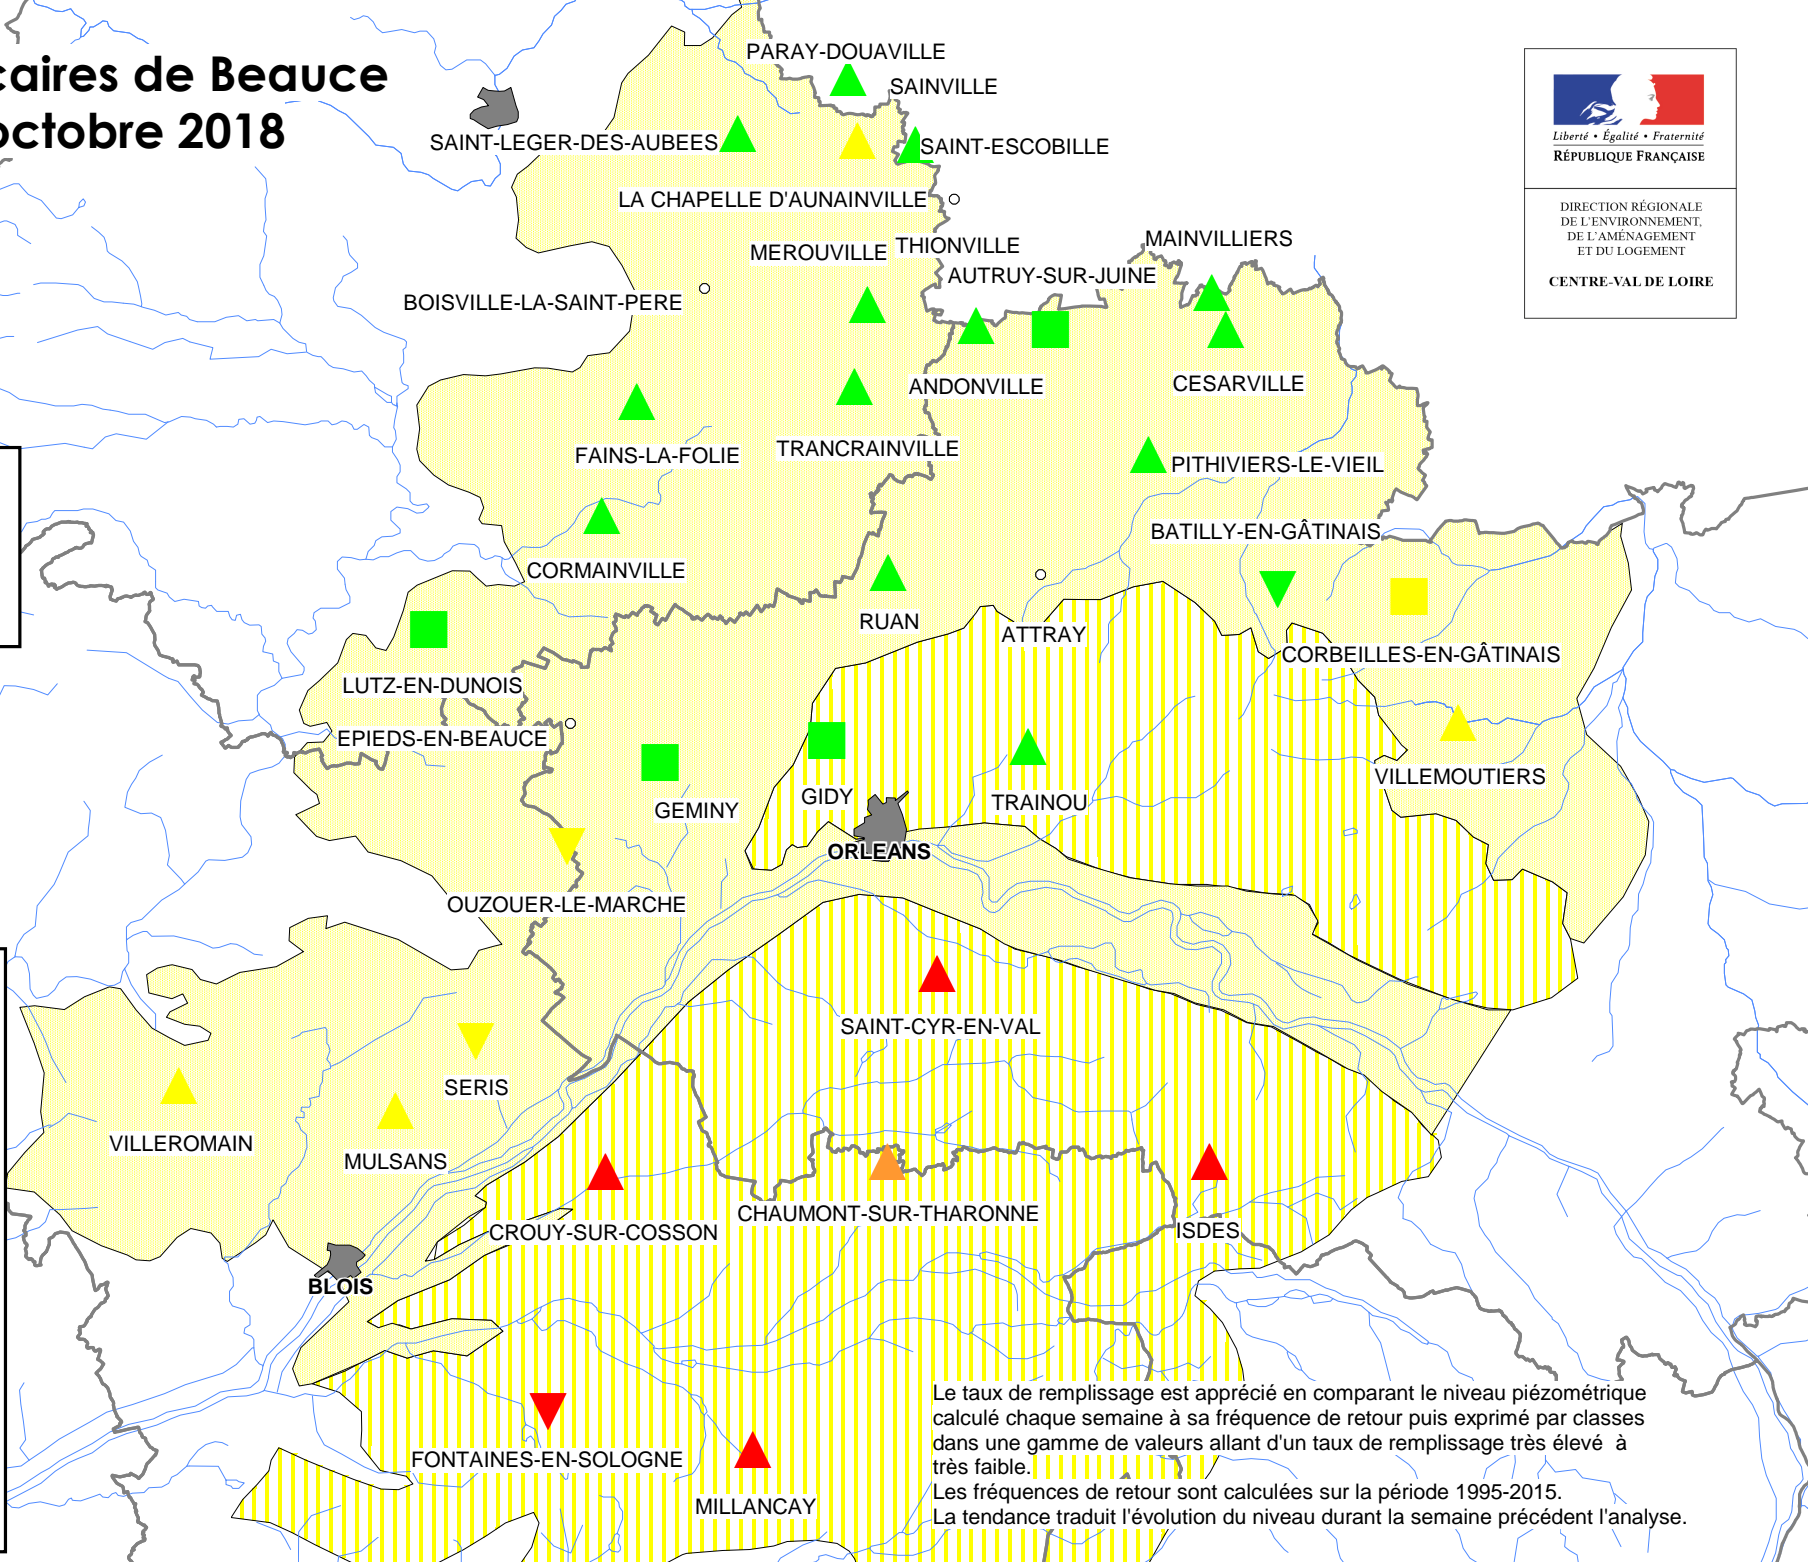 caires de Beauce
octobre 2018
Liberté • Égalité • Fraternité
RÉPUBLIQUE FRANÇAISE
DIRECTION RÉGIONALE
DE L'ENVIRONNEMENT,
DE L'AMÉNAGEMENT
ET DU LOGEMENT
CENTRE-VAL DE LOIRE
PARAY-DOUAVILLE
SAINVILLE
SAINT-LEGER-DES-AUBEES
SAINT-ESCOBILLE
LA CHAPELLE D'AUNAINVILLE
MEROUVILLE
THIONVILLE
MAINVILLIERS
AUTRUY-SUR-JUINE
BOISVILLE-LA-SAINT-PERE
ANDONVILLE
CESARVILLE
FAINS-LA-FOLIE
TRANCRAINVILLE
PITHIVIERS-LE-VIEIL
BATILLY-EN-GÂTINAIS
CORMAINVILLE
RUAN
ATTRAY
CORBEILLES-EN-GÂTINAIS
LUTZ-EN-DUNOIS
EPIEDS-EN-BEAUCE
VILLEMOUTIERS
GEMINY
GIDY
TRAINOU
ORLEANS
OUZOUER-LE-MARCHE
SAINT-CYR-EN-VAL
SERIS
VILLEROMAIN
MULSANS
CROUY-SUR-COSSON
CHAUMONT-SUR-THARONNE
ISDES
BLOIS
FONTAINES-EN-SOLOGNE
MILLANCAY
Le taux de remplissage est apprécié en comparant le niveau piézométrique
calculé chaque semaine à sa fréquence de retour puis exprimé par classes
dans une gamme de valeurs allant d'un taux de remplissage très élevé à
très faible.
Les fréquences de retour sont calculées sur la période 1995-2015.
La tendance traduit l'évolution du niveau durant la semaine précédent l'analyse.